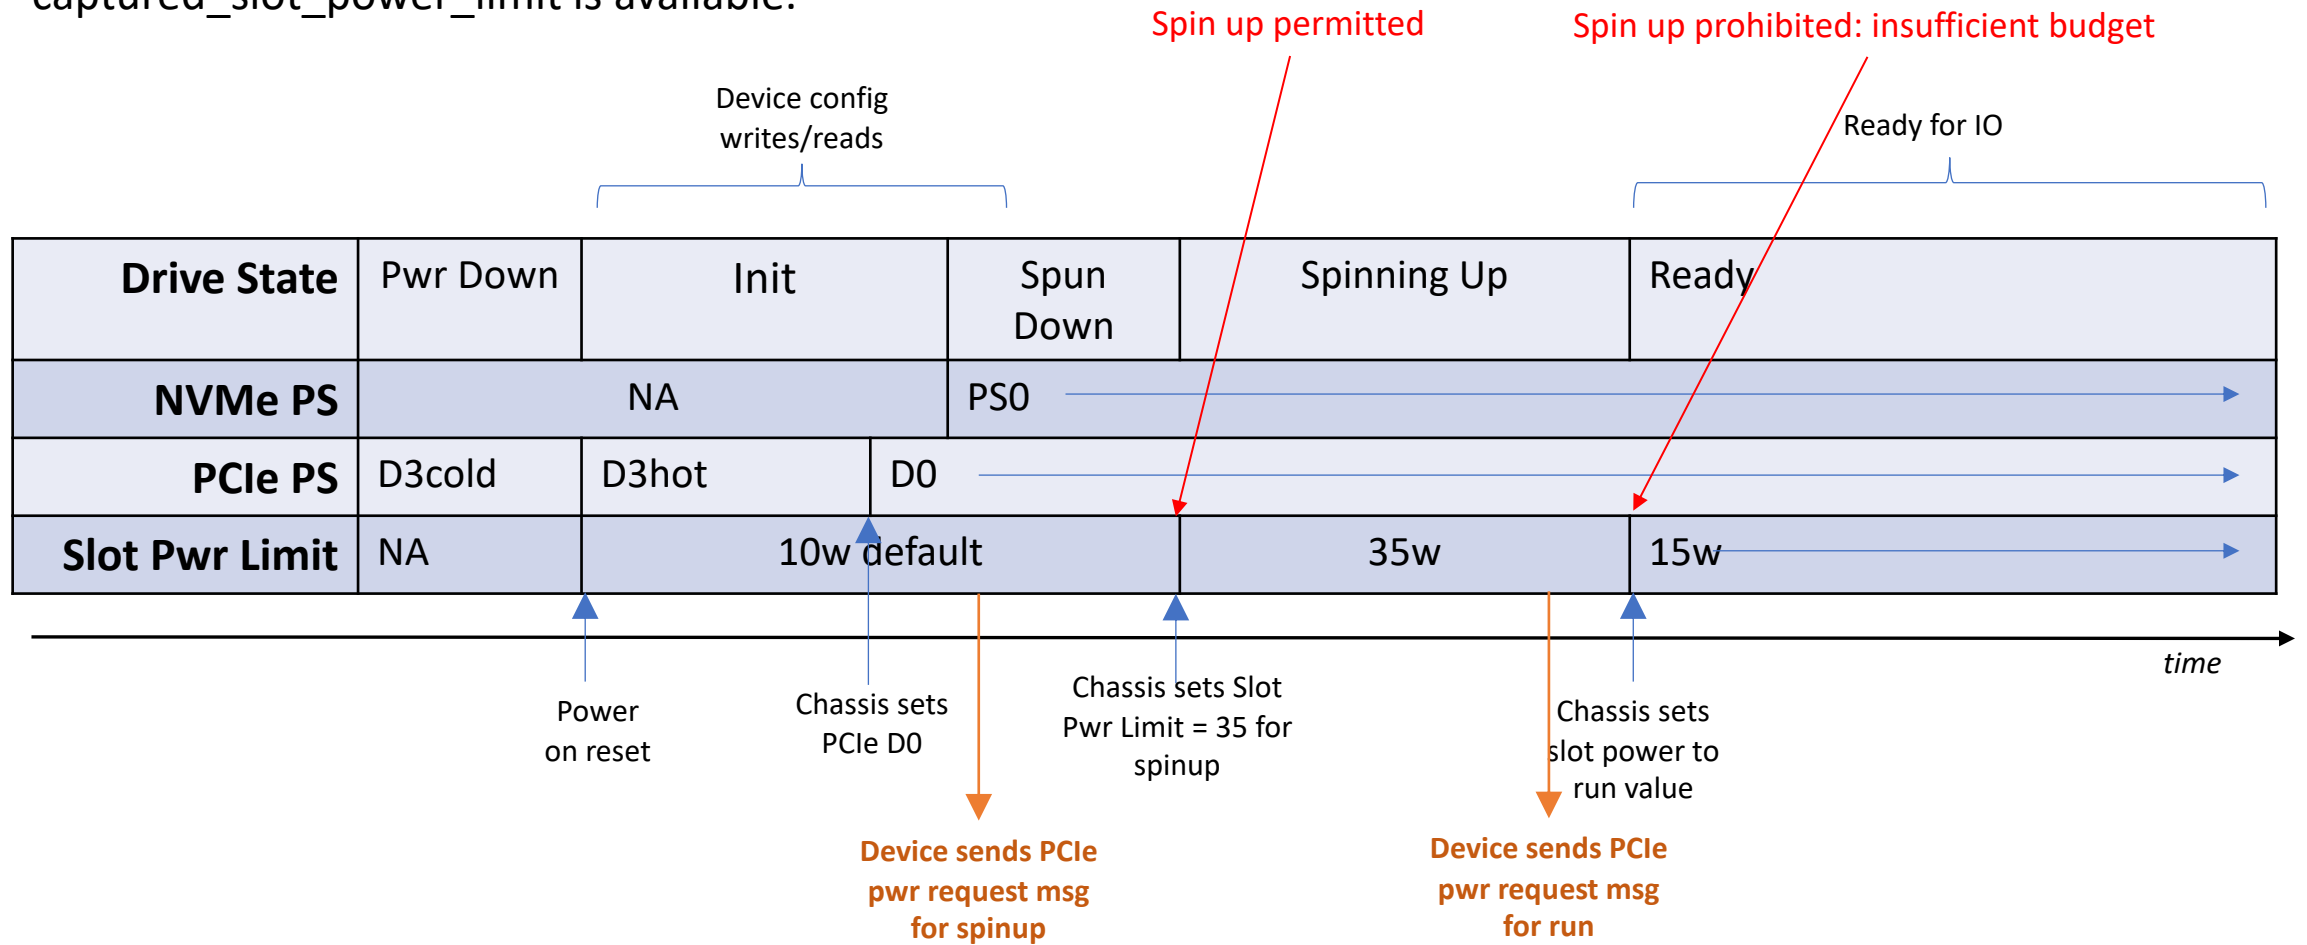 captured_slot_power_limit is available.
Spin up permitted
Spin up prohibited: insufficient budget
Device config
writes/reads
Ready for IO
Drive State
Pwr Down
Init
Spun
Down
Spinning Up
Ready
NVMe PS
NA
PS0
PCIe PS
D3cold
D3hot
D0
Slot Pwr Limit
NA
10w default
35w
15w
time
Power
on reset
Chassis sets
PCIe D0
Chassis sets Slot
Pwr Limit = 35 for
spinup
Chassis sets
slot power to
run value
Device sends PCIe
pwr request msg
for spinup
Device sends PCIe
pwr request msg
for run